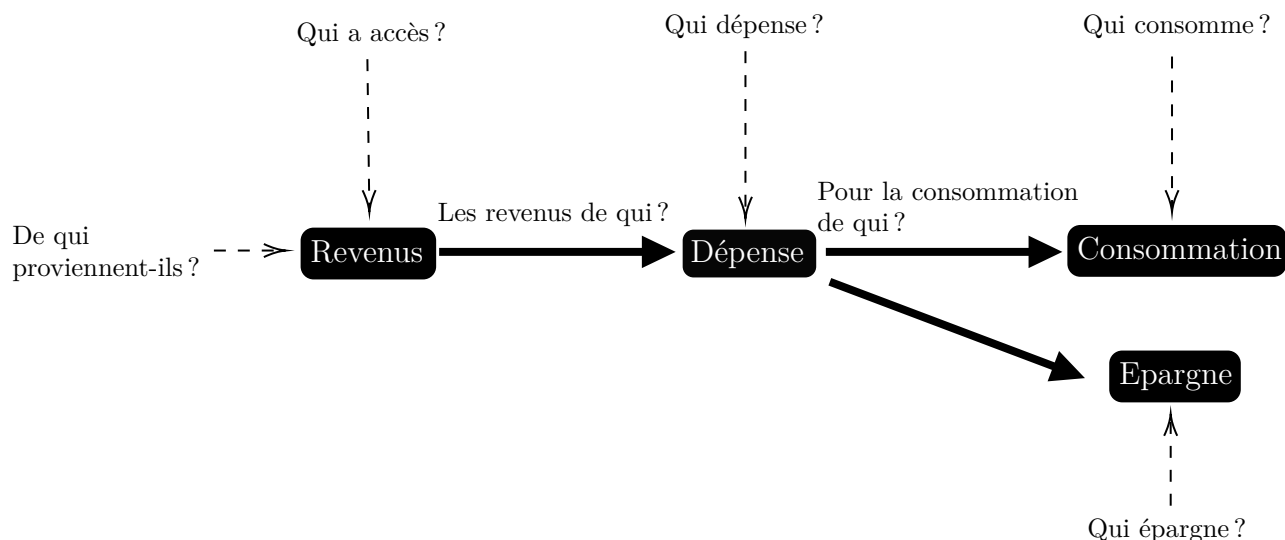 Qui a accès ?
Qui dépense ?
Qui consomme ?
De qui
proviennent-ils ?
Revenus
Les revenus de qui ?
Dépense
Pour la consommation
de qui ?
Consommation
Epargne
Qui épargne ?